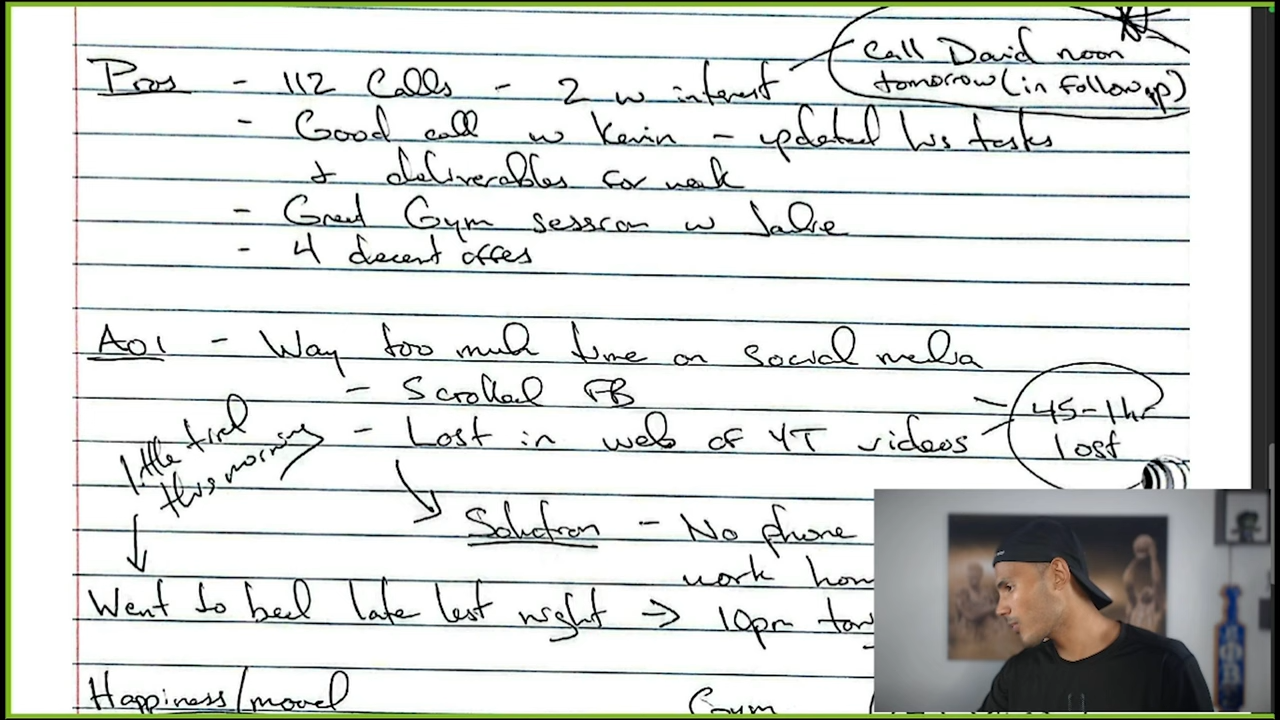 Call David noon
Pros - 112 Calls - 2 w interest
tomorrow (in Follow up)
- Good call w Kevin - updated his tasks
+ deliverables for week
- Great Gym session w Jake
- 4 decent offes
AOI - Way too much time on social media
- Scrolled FB
- 45-1hr
little tired
this morning
- Lost in web of YT videos
lost
Solution - No phone
work
Went to bed late last night → 10pm
Happiness/mood
Gym